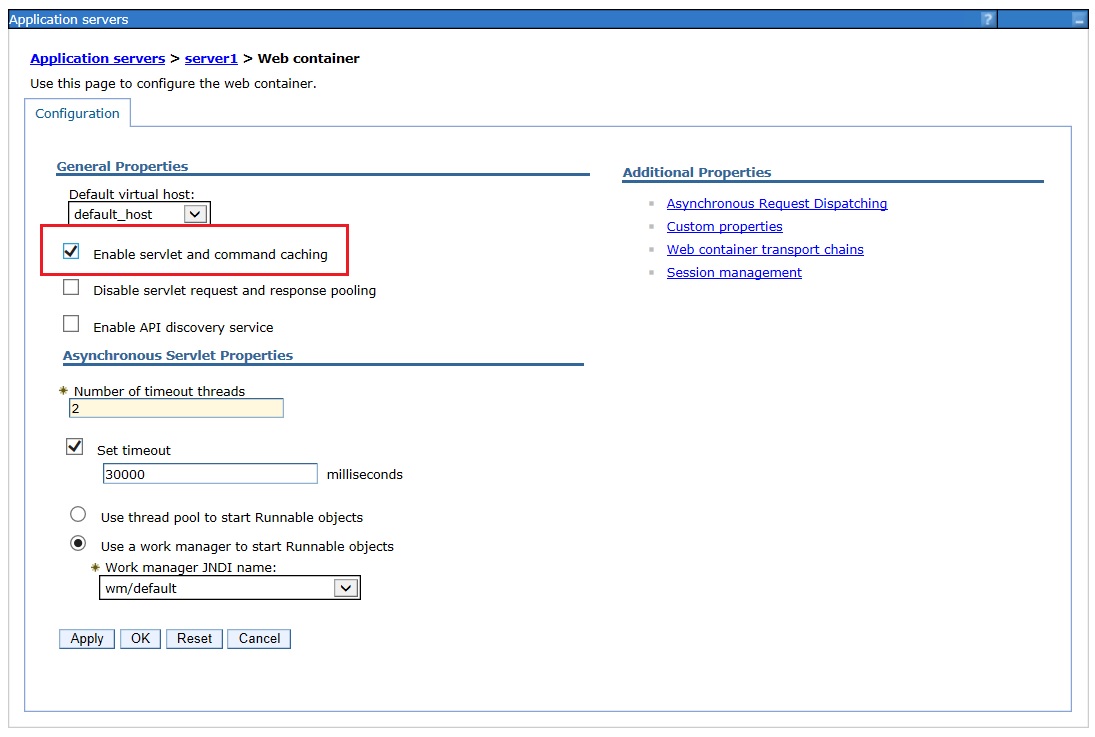 Application servers
?
Application servers > server1 > Web container
Use this page to configure the web container.
Configuration
General Properties
Default virtual host:
default_host
Enable servlet and command caching
Disable servlet request and response pooling
Enable API discovery service
Asynchronous Servlet Properties
Number of timeout threads
2
Set timeout
30000 milliseconds
Use thread pool to start Runnable objects
Use a work manager to start Runnable objects
Work manager JNDI name:
wm/default
Apply OK Reset Cancel
Additional Properties
Asynchronous Request Dispatching
Custom properties
Web container transport chains
Session management